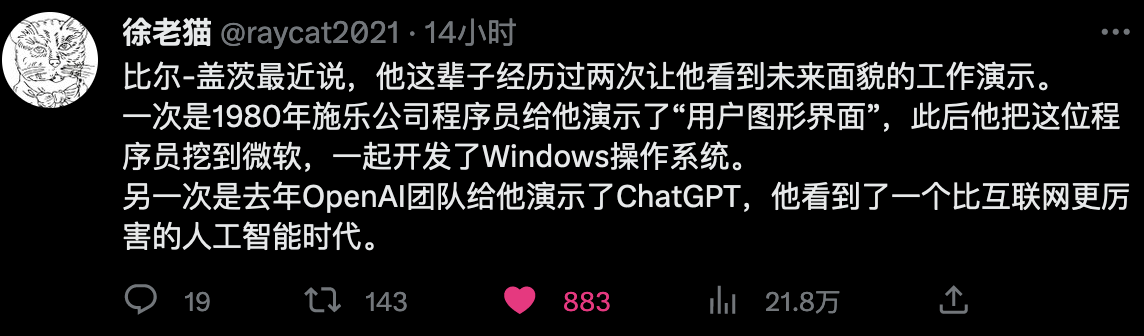 徐老猫 @raycat2021 · 14小时
比尔-盖茨最近说，他这辈子经历过两次让他看到未来面貌的工作演示。
一次是1980年施乐公司程序员给他演示了“用户图形界面”，此后他把这位程
序员挖到微软，一起开发了Windows操作系统。
另一次是去年OpenAI团队给他演示了ChatGPT，他看到了一个比互联网更厉
害的人工智能时代。
19 143 883 21.8万